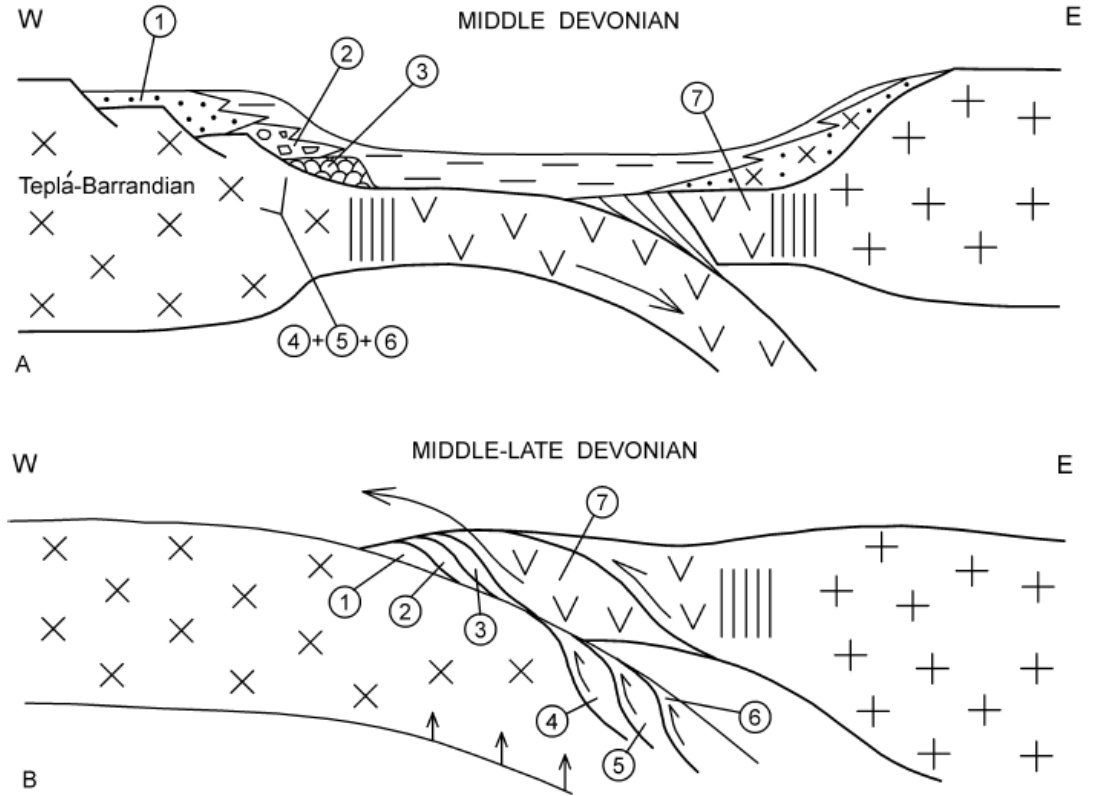 W MIDDLE DEVONIAN E
1
2
3
7
Teplá-Barrandian
4+5+6
A
MIDDLE-LATE DEVONIAN
W E
7
1 2 3
4 5 6
B